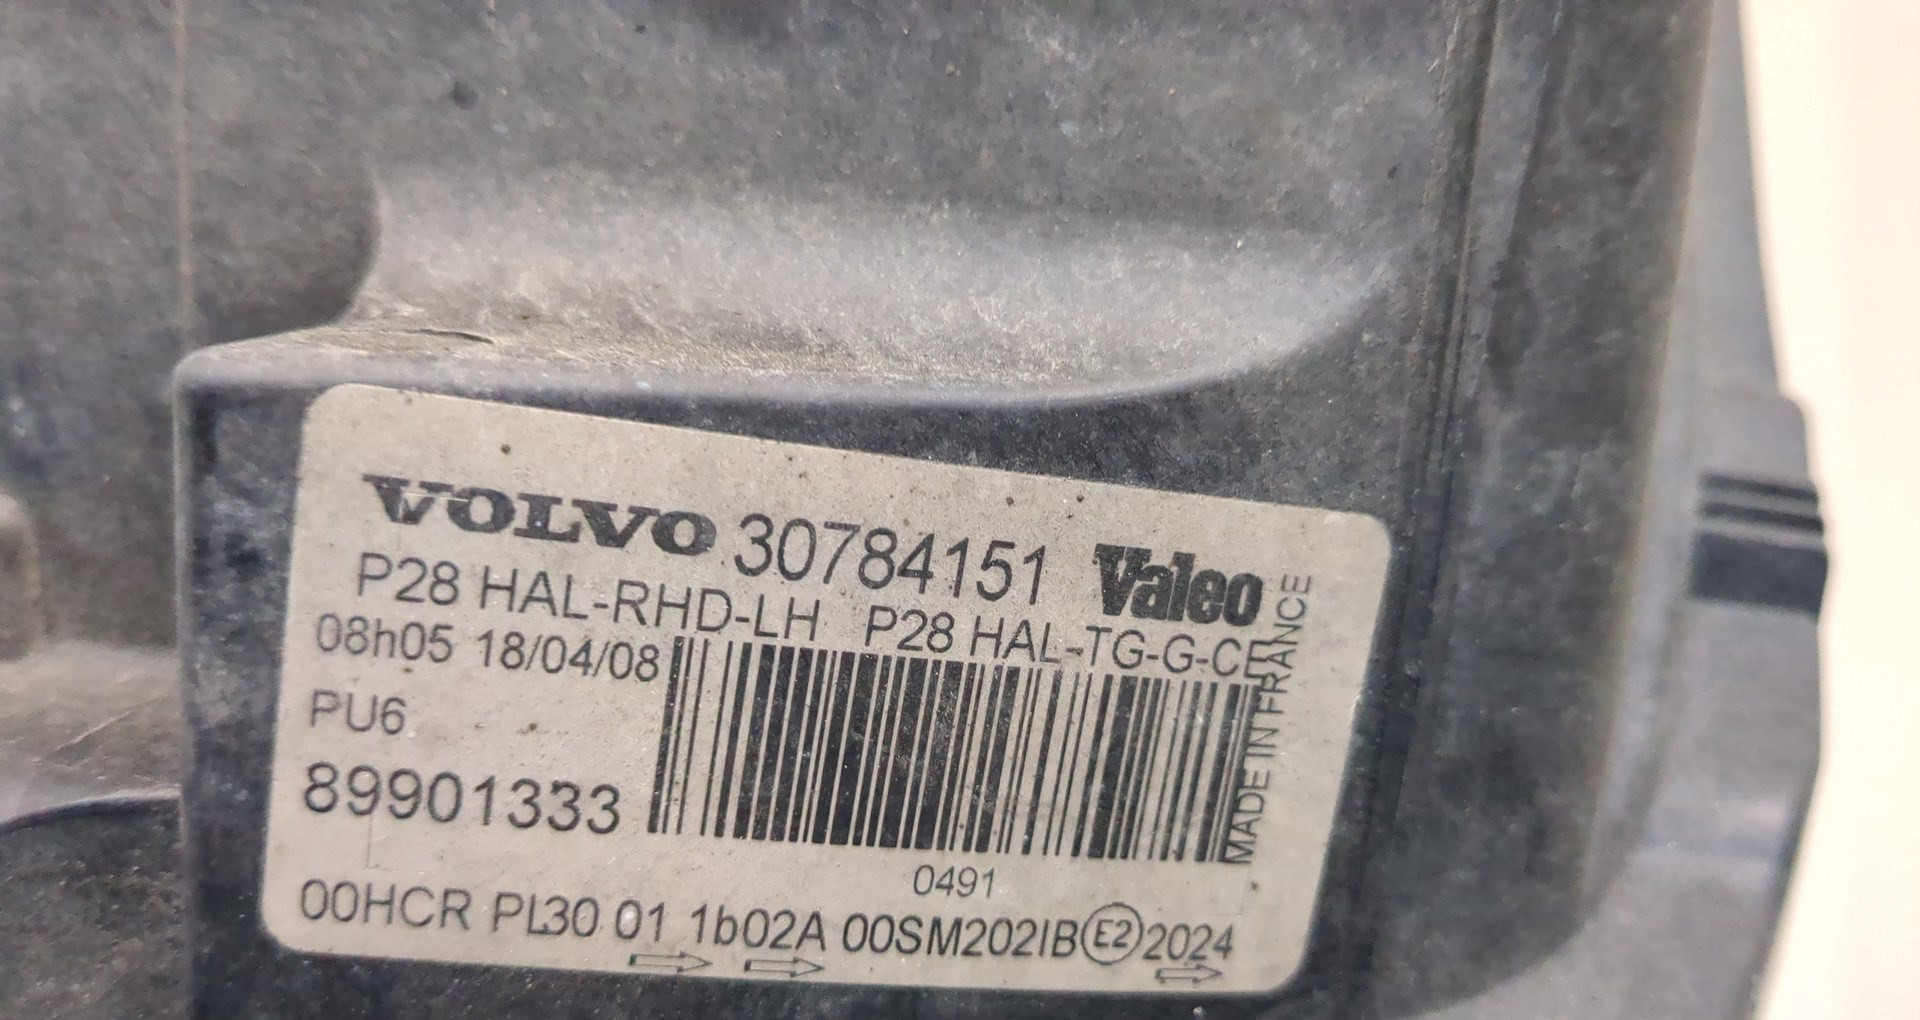 VOLVO 30784151 Valeo
P28 HAL-RHD-LH P28 HAL-TG-G-CE
08h05 18/04/08
PU6
89901333
0491
00HCR PL30 01 1b02A 00SM202IB E2 2024
MADE IN FRANCE